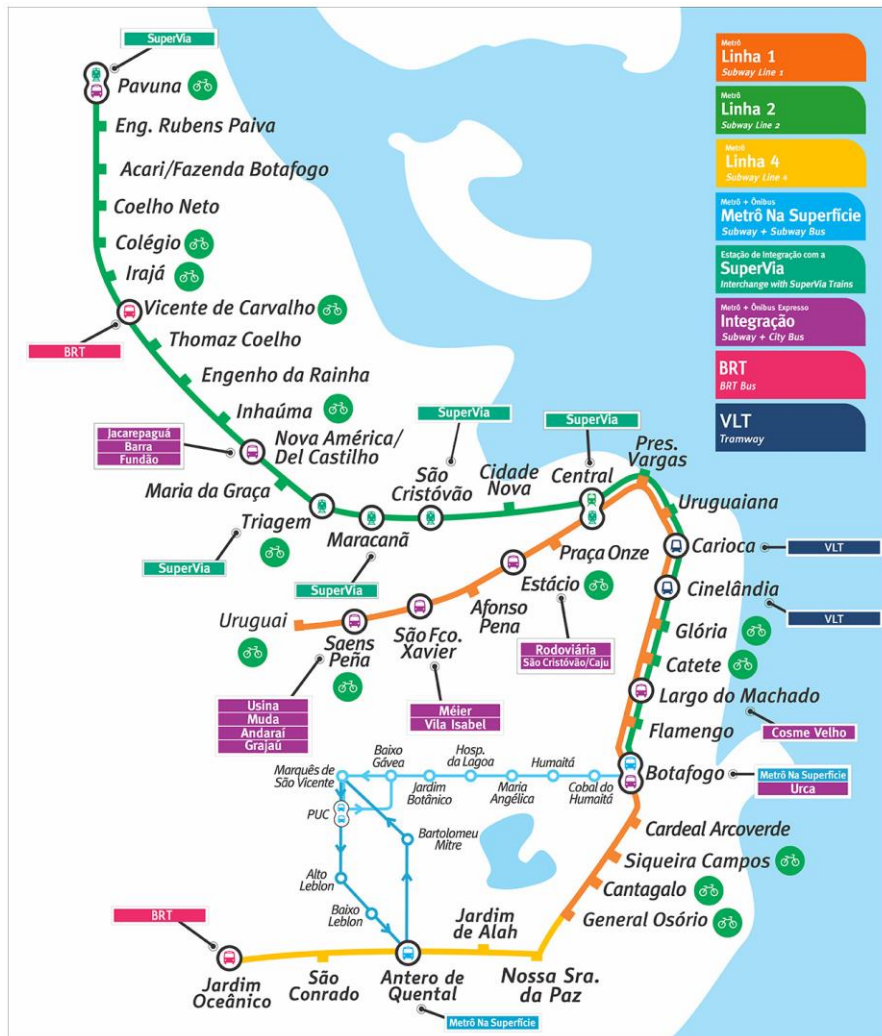 SuperVia
Pavuna
Eng. Rubens Paiva
Acari/Fazenda Botafogo
Coelho Neto
Colégio
Irajá
Vicente de Carvalho
BRT
Thomaz Coelho
Engenho da Rainha
Inhaúma
Jacarepaguá
Barra
Fundão
Nova América/
Del Castilho
Maria da Graça
Triagem
SuperVia
Maracanã
SuperVia
SuperVia
São
Cristóvão
Cidade
Nova
SuperVia
Central
Pres.
Vargas
Uruguaiana
Carioca
VLT
Cinelândia
VLT
Praça Onze
Estácio
Rodoviária
São Cristóvão/Caju
Afonso
Pena
São Fco.
Xavier
Méier
Vila Isabel
Saens
Peña
Usina
Muda
Andaraí
Grajaú
Uruguai
Glória
Catete
Largo do Machado
Cosme Velho
Flamengo
Botafogo
Metrô Na Superfície
Urca
Marquês de
São Vicente
Baixo
Gávea
Hosp.
da Lagoa
Humaitá
Jardim
Botânico
Maria
Angélica
Cobal do
Humaitá
PUC
Bartolomeu
Mitre
Alto
Leblon
Baixo
Leblon
Cardeal Arcoverde
Siqueira Campos
Cantagalo
General Osório
BRT
Jardim
Oceânico
São
Conrado
Antero de
Quental
Metrô Na Superfície
Jardim
de Alah
Nossa Sra.
da Paz
Metrô
Linha 1
Subway Line 1
Metrô
Linha 2
Subway Line 2
Metrô
Linha 4
Subway Line 4
Metrô + Ônibus
Metrô Na Superfície
Subway + Subway Bus
Estação de Integração com a
SuperVia
Interchange with SuperVia Trains
Metrô + Ônibus Expresso
Integração
Subway + City Bus
BRT
BRT Bus
VLT
Tramway